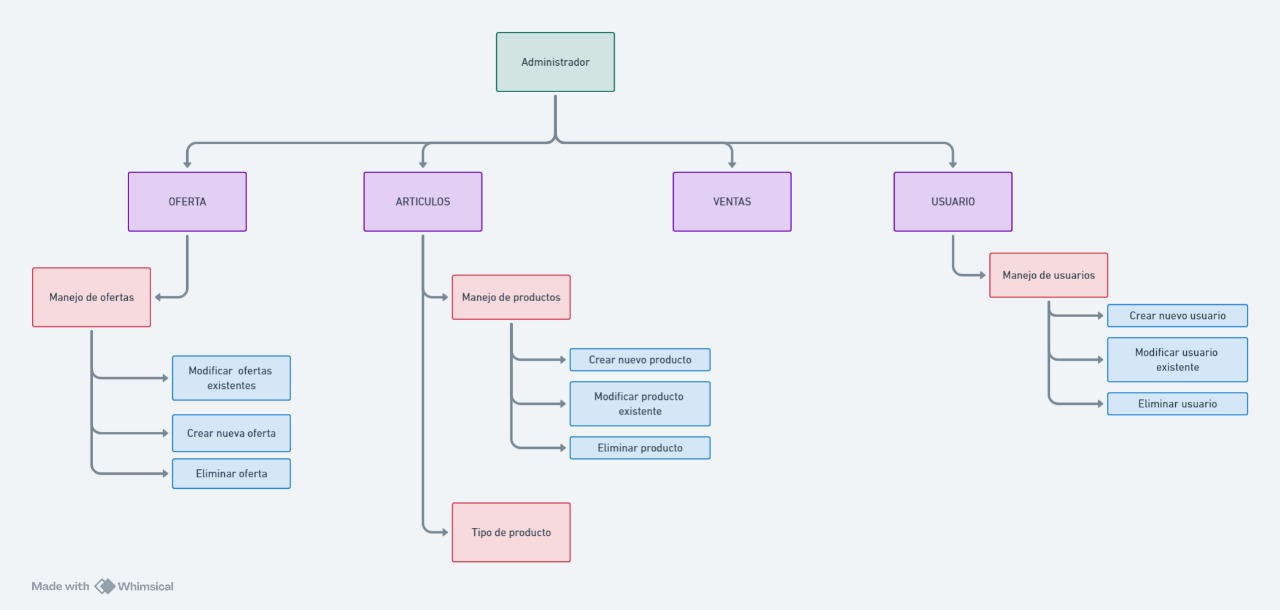 Administrador
OFERTA
ARTICULOS
VENTAS
USUARIO
Manejo de ofertas
Modificar ofertas
existentes
Crear nueva oferta
Eliminar oferta
Manejo de productos
Crear nuevo producto
Modificar producto
existente
Eliminar producto
Tipo de producto
Manejo de usuarios
Crear nuevo usuario
Modificar usuario
existente
Eliminar usuario
Made with Whimsical